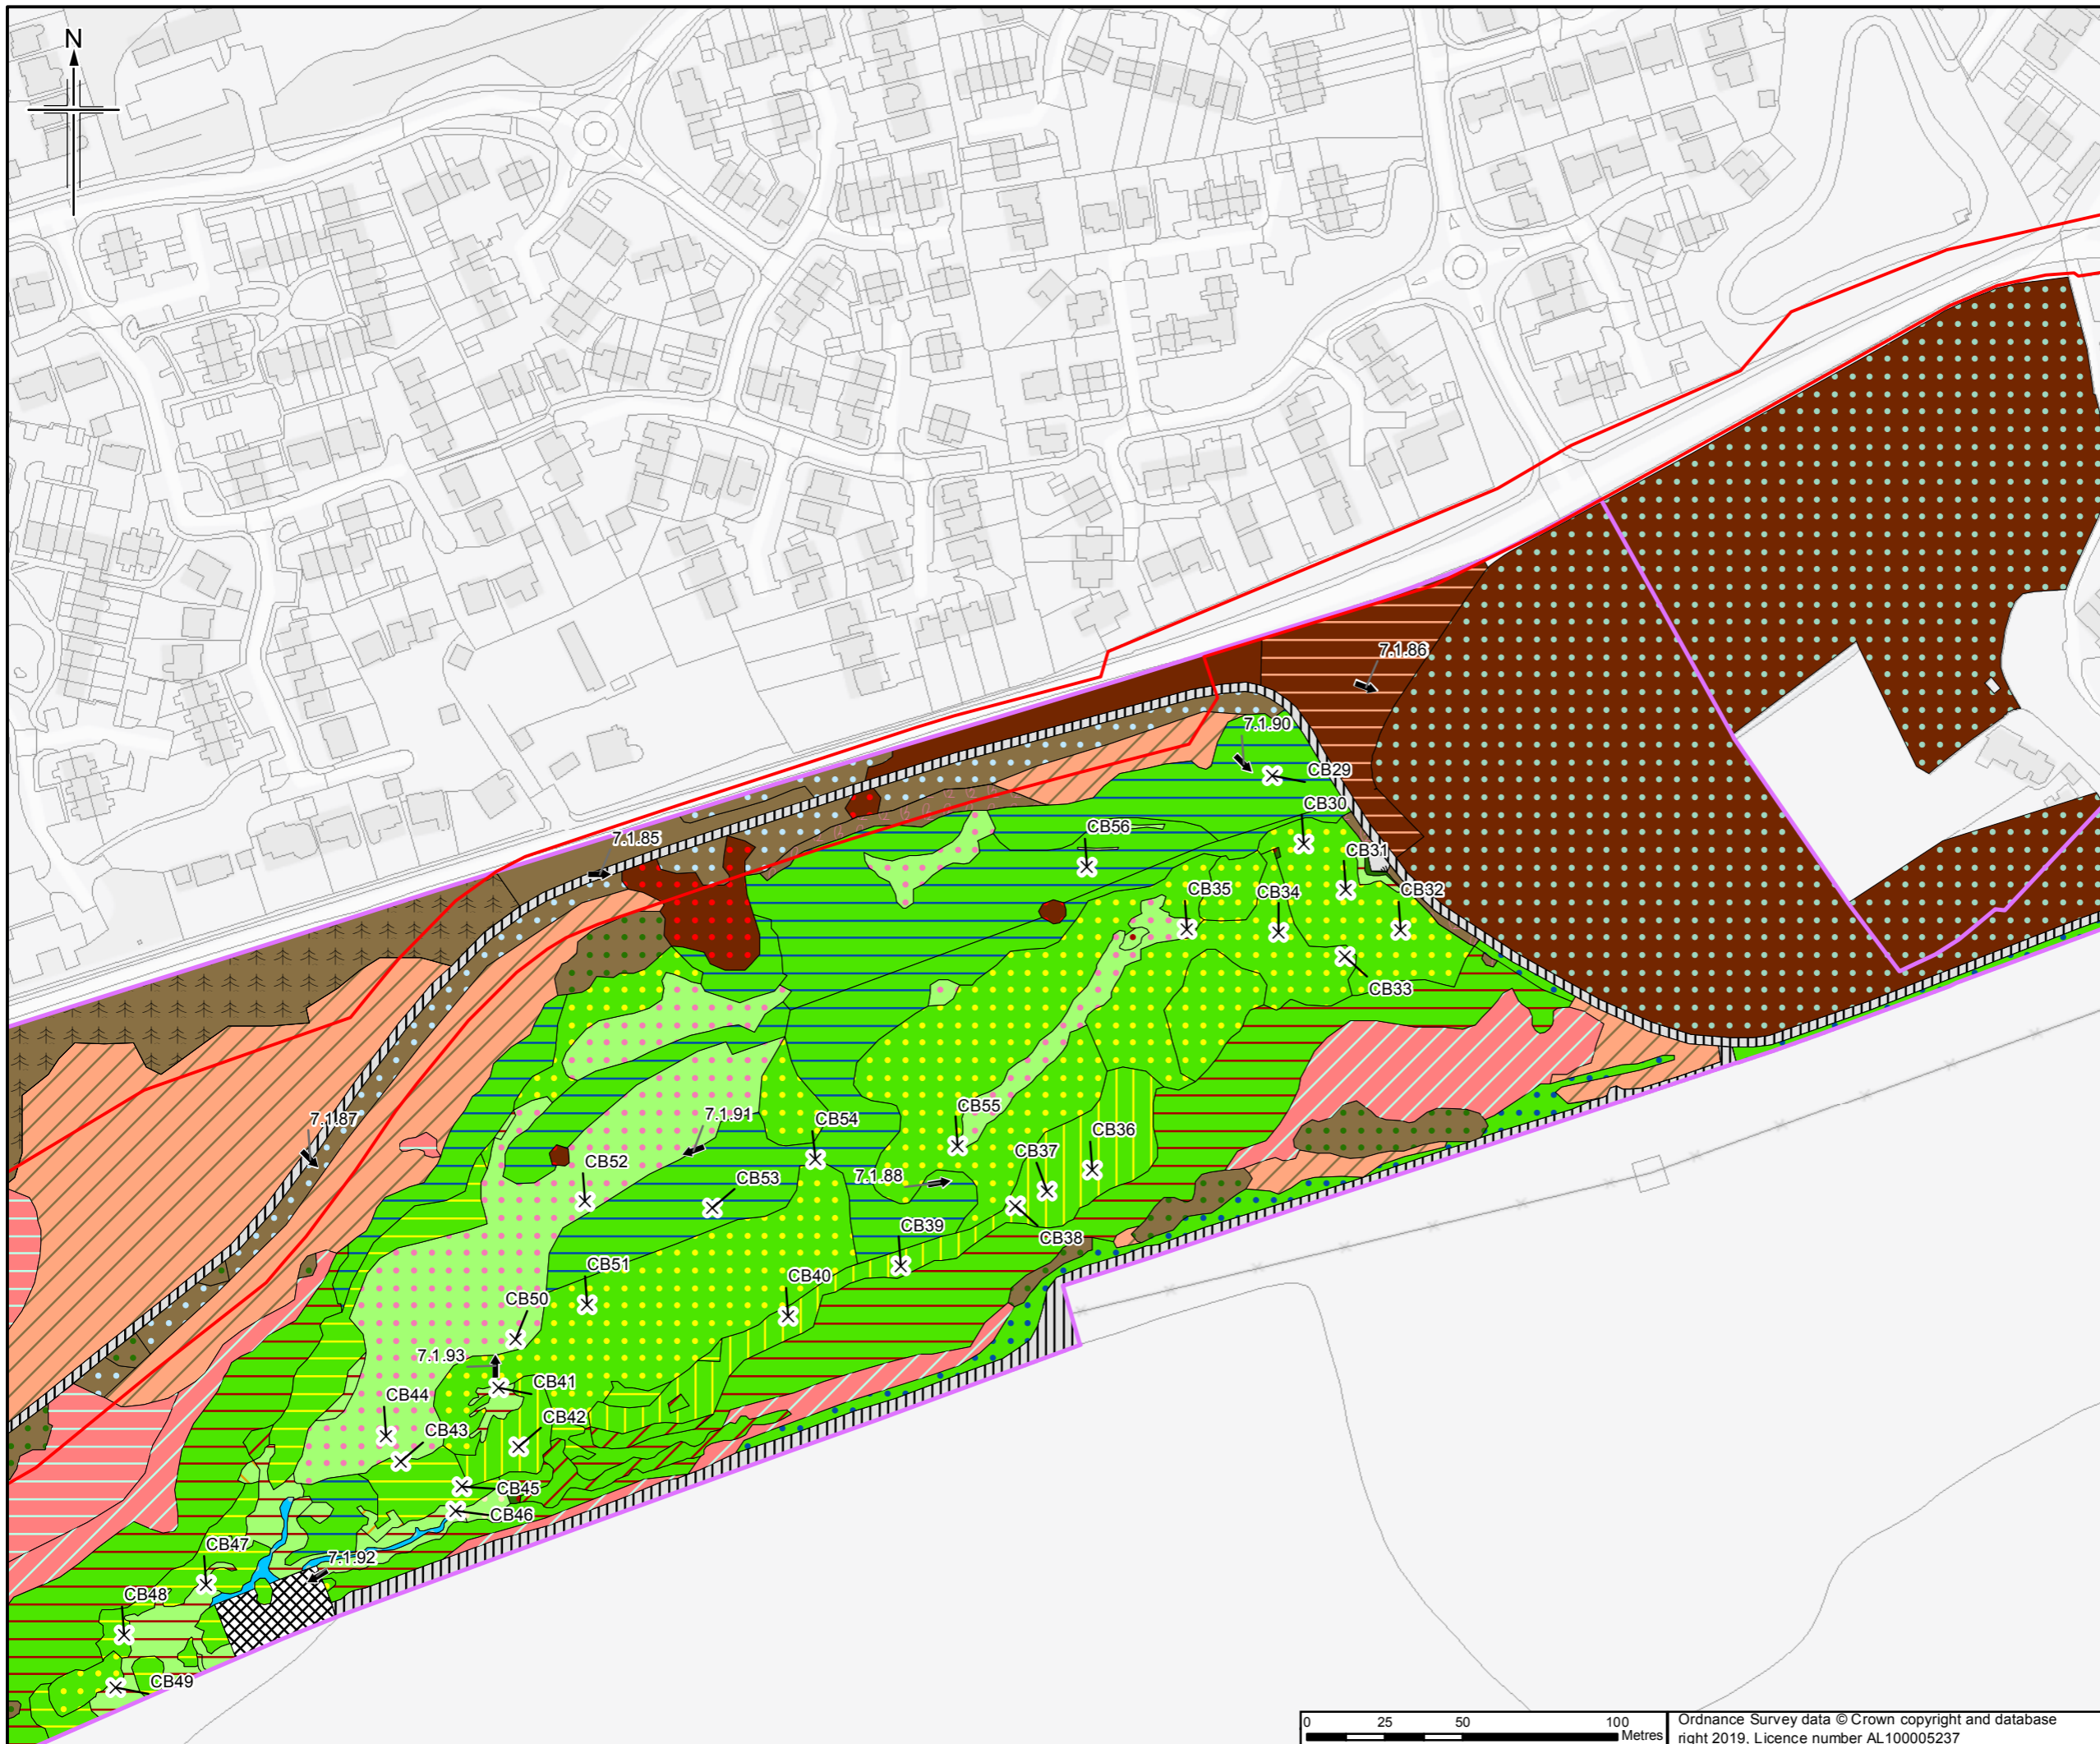 N
7.1.86
7.1.90
CB29
CB30
CB56
7.1.85
CB31
CB35
CB34
CB32
CB33
7.1.91
CB55
7.1.87
CB54
CB36
CB37
CB52
7.1.88
CB53
CB39
CB38
CB51
CB40
CB50
7.1.93
CB41
CB44
CB42
CB43
CB45
CB46
CB47
7.1.92
CB48
CB49
0 25 50 100
Metres
Ordnance Survey data © Crown copyright and database
right 2019, Licence number AL100005237